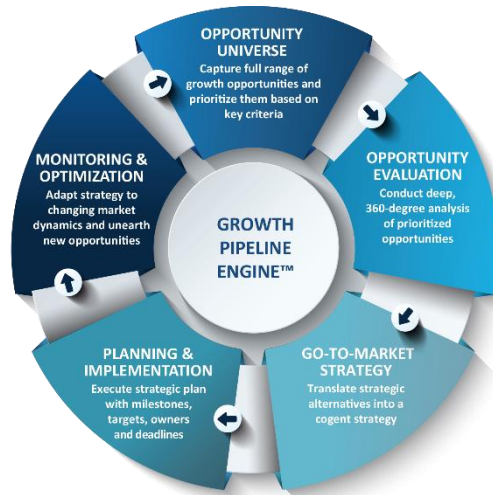 OPPORTUNITY
UNIVERSE
Capture full range of
growth opportunities and
prioritize them based on
key criteria
OPPORTUNITY
EVALUATION
Conduct deep,
360-degree analysis
of prioritized
opportunities
GO-TO-MARKET
STRATEGY
Translate strategic
alternatives into a
cogent strategy
PLANNING &
IMPLEMENTATION
Execute strategic plan
with milestones,
targets, owners
and deadlines
MONITORING &
OPTIMIZATION
Adapt strategy to
changing market
dynamics and unearth
new opportunities
GROWTH
PIPELINE
ENGINE™